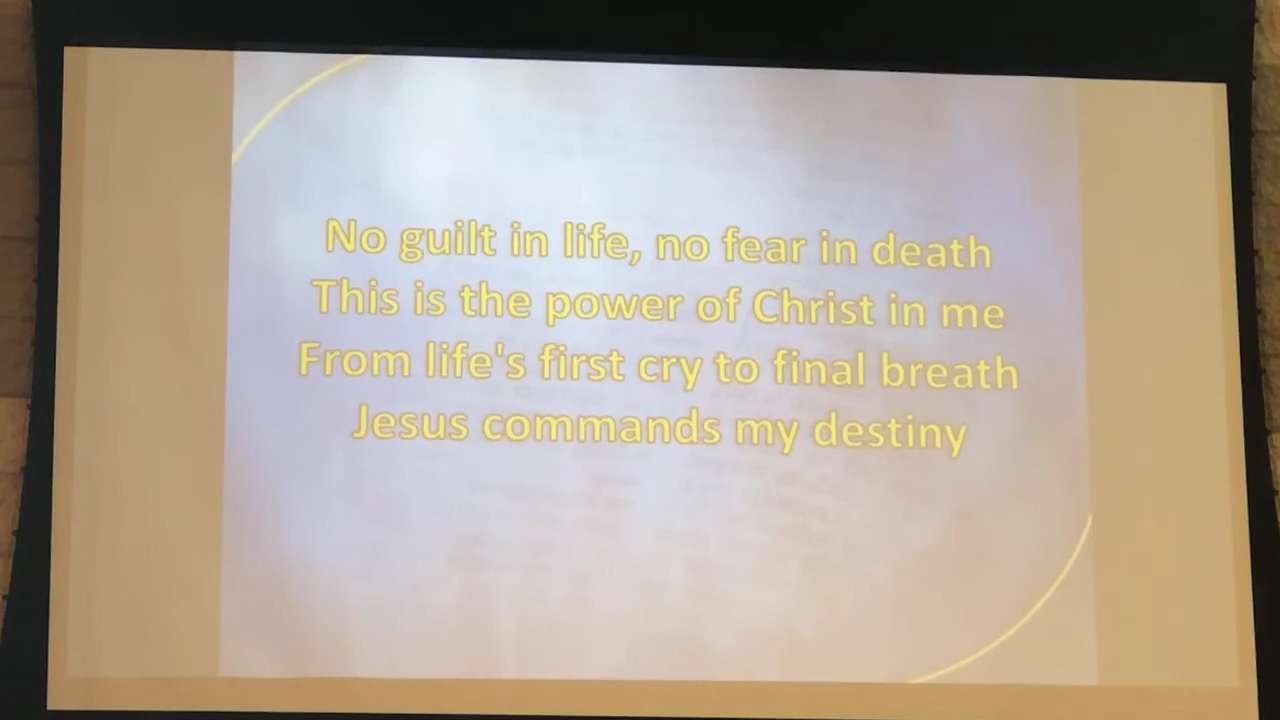 No guilt in life, no fear in death
This is the power of Christ in me
From life's first cry to final breath
Jesus commands my destiny